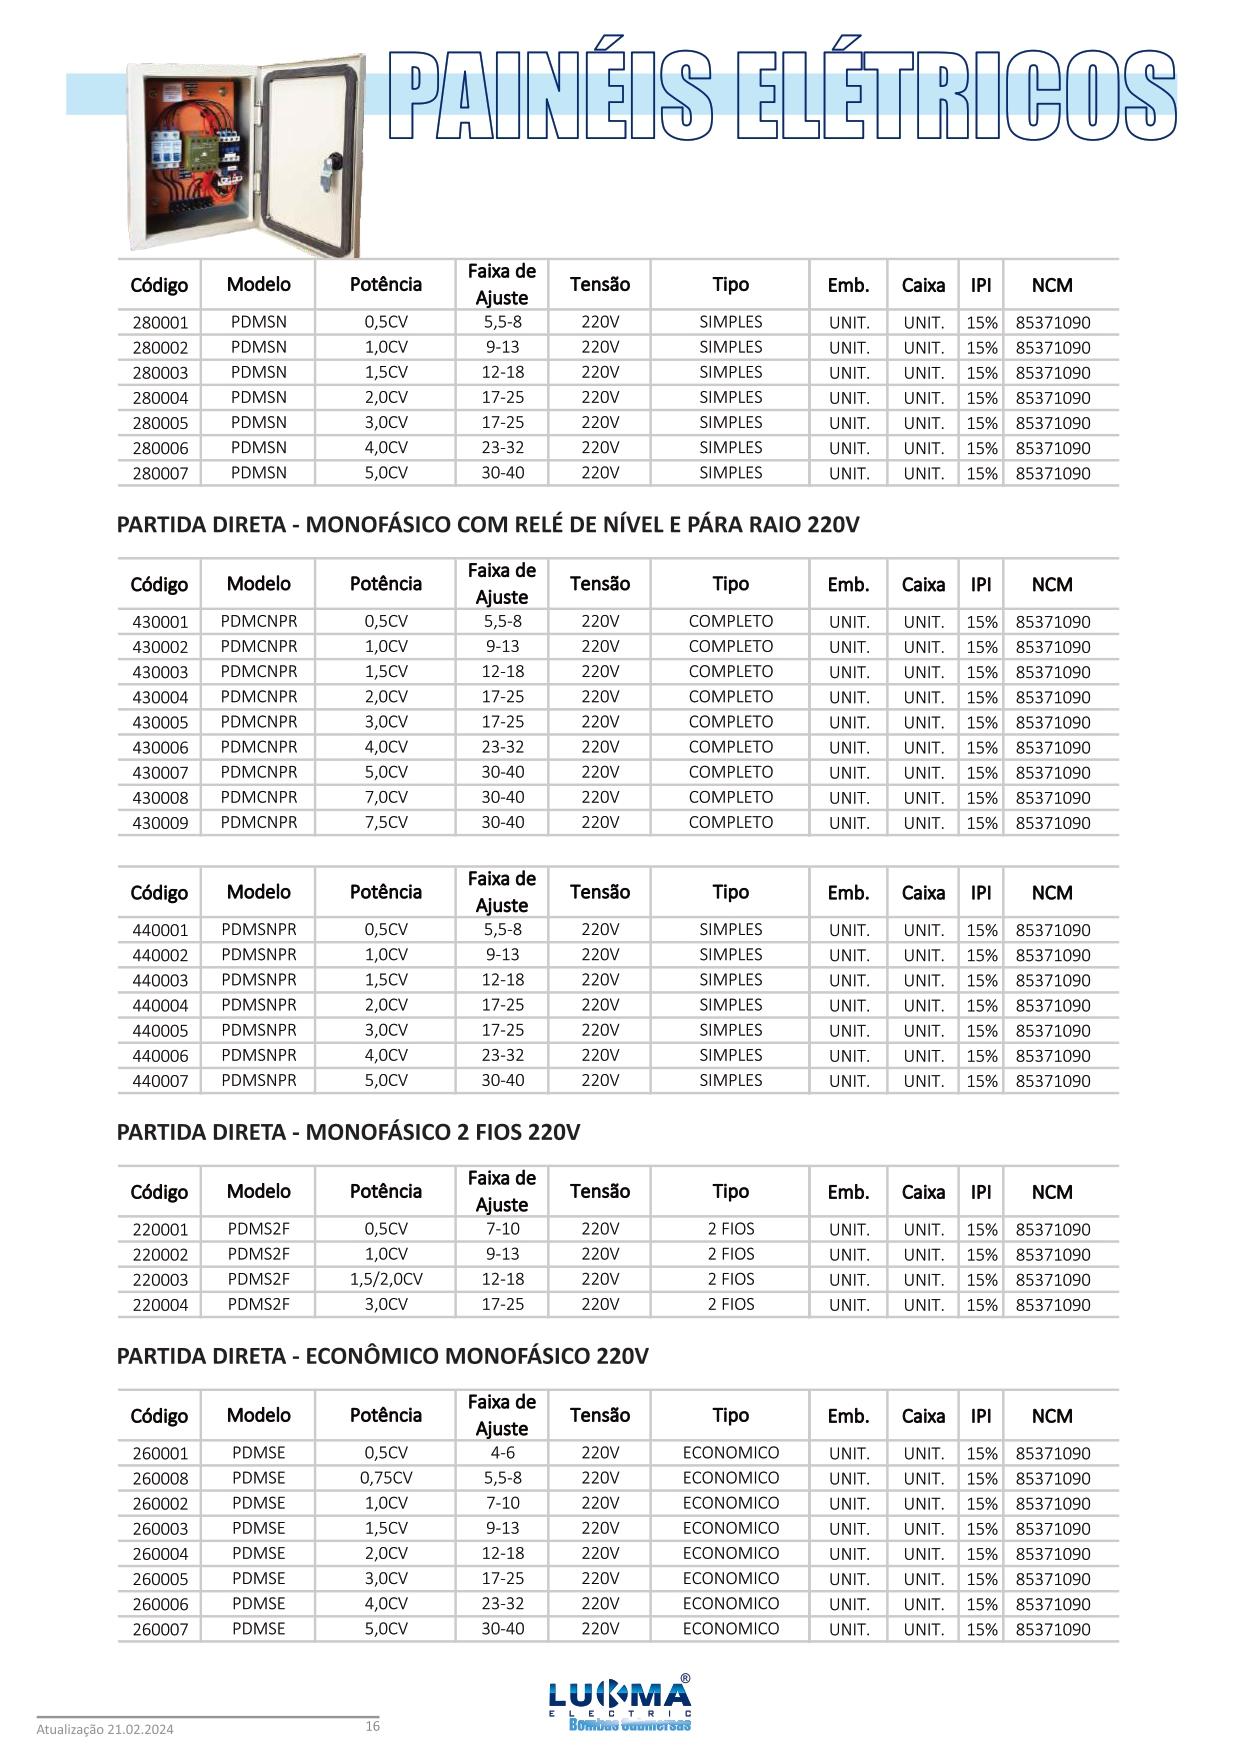 PAINÉIS ELÉTRICOS
Código Modelo Potência Faixa de Ajuste Tensão Tipo Emb. Caixa IPI NCM
280001 PDMSN 0,5CV 5,5-8 220V SIMPLES UNIT. UNIT. 15% 85371090
280002 PDMSN 1,0CV 9-13 220V SIMPLES UNIT. UNIT. 15% 85371090
280003 PDMSN 1,5CV 12-18 220V SIMPLES UNIT. UNIT. 15% 85371090
280004 PDMSN 2,0CV 17-25 220V SIMPLES UNIT. UNIT. 15% 85371090
280005 PDMSN 3,0CV 17-25 220V SIMPLES UNIT. UNIT. 15% 85371090
280006 PDMSN 4,0CV 23-32 220V SIMPLES UNIT. UNIT. 15% 85371090
280007 PDMSN 5,0CV 30-40 220V SIMPLES UNIT. UNIT. 15% 85371090
PARTIDA DIRETA - MONOFÁSICO COM RELÉ DE NÍVEL E PÁRA RAIO 220V
Código Modelo Potência Faixa de Ajuste Tensão Tipo Emb. Caixa IPI NCM
430001 PDMCNPR 0,5CV 5,5-8 220V COMPLETO UNIT. UNIT. 15% 85371090
430002 PDMCNPR 1,0CV 9-13 220V COMPLETO UNIT. UNIT. 15% 85371090
430003 PDMCNPR 1,5CV 12-18 220V COMPLETO UNIT. UNIT. 15% 85371090
430004 PDMCNPR 2,0CV 17-25 220V COMPLETO UNIT. UNIT. 15% 85371090
430005 PDMCNPR 3,0CV 17-25 220V COMPLETO UNIT. UNIT. 15% 85371090
430006 PDMCNPR 4,0CV 23-32 220V COMPLETO UNIT. UNIT. 15% 85371090
430007 PDMCNPR 5,0CV 30-40 220V COMPLETO UNIT. UNIT. 15% 85371090
430008 PDMCNPR 7,0CV 30-40 220V COMPLETO UNIT. UNIT. 15% 85371090
430009 PDMCNPR 7,5CV 30-40 220V COMPLETO UNIT. UNIT. 15% 85371090
Código Modelo Potência Faixa de Ajuste Tensão Tipo Emb. Caixa IPI NCM
440001 PDMSNPR 0,5CV 5,5-8 220V SIMPLES UNIT. UNIT. 15% 85371090
440002 PDMSNPR 1,0CV 9-13 220V SIMPLES UNIT. UNIT. 15% 85371090
440003 PDMSNPR 1,5CV 12-18 220V SIMPLES UNIT. UNIT. 15% 85371090
440004 PDMSNPR 2,0CV 17-25 220V SIMPLES UNIT. UNIT. 15% 85371090
440005 PDMSNPR 3,0CV 17-25 220V SIMPLES UNIT. UNIT. 15% 85371090
440006 PDMSNPR 4,0CV 23-32 220V SIMPLES UNIT. UNIT. 15% 85371090
440007 PDMSNPR 5,0CV 30-40 220V SIMPLES UNIT. UNIT. 15% 85371090
PARTIDA DIRETA - MONOFÁSICO 2 FIOS 220V
Código Modelo Potência Faixa de Ajuste Tensão Tipo Emb. Caixa IPI NCM
220001 PDMS2F 0,5CV 7-10 220V 2 FIOS UNIT. UNIT. 15% 85371090
220002 PDMS2F 1,0CV 9-13 220V 2 FIOS UNIT. UNIT. 15% 85371090
220003 PDMS2F 1,5/2,0CV 12-18 220V 2 FIOS UNIT. UNIT. 15% 85371090
220004 PDMS2F 3,0CV 17-25 220V 2 FIOS UNIT. UNIT. 15% 85371090
PARTIDA DIRETA - ECONÔMICO MONOFÁSICO 220V
Código Modelo Potência Faixa de Ajuste Tensão Tipo Emb. Caixa IPI NCM
260001 PDMSE 0,5CV 4-6 220V ECONOMICO UNIT. UNIT. 15% 85371090
260008 PDMSE 0,75CV 5,5-8 220V ECONOMICO UNIT. UNIT. 15% 85371090
260002 PDMSE 1,0CV 7-10 220V ECONOMICO UNIT. UNIT. 15% 85371090
260003 PDMSE 1,5CV 9-13 220V ECONOMICO UNIT. UNIT. 15% 85371090
260004 PDMSE 2,0CV 12-18 220V ECONOMICO UNIT. UNIT. 15% 85371090
260005 PDMSE 3,0CV 17-25 220V ECONOMICO UNIT. UNIT. 15% 85371090
260006 PDMSE 4,0CV 23-32 220V ECONOMICO UNIT. UNIT. 15% 85371090
260007 PDMSE 5,0CV 30-40 220V ECONOMICO UNIT. UNIT. 15% 85371090
LUKMA®
ELECTRIC
Bombas Submersas
Atualização 21.02.2024 16